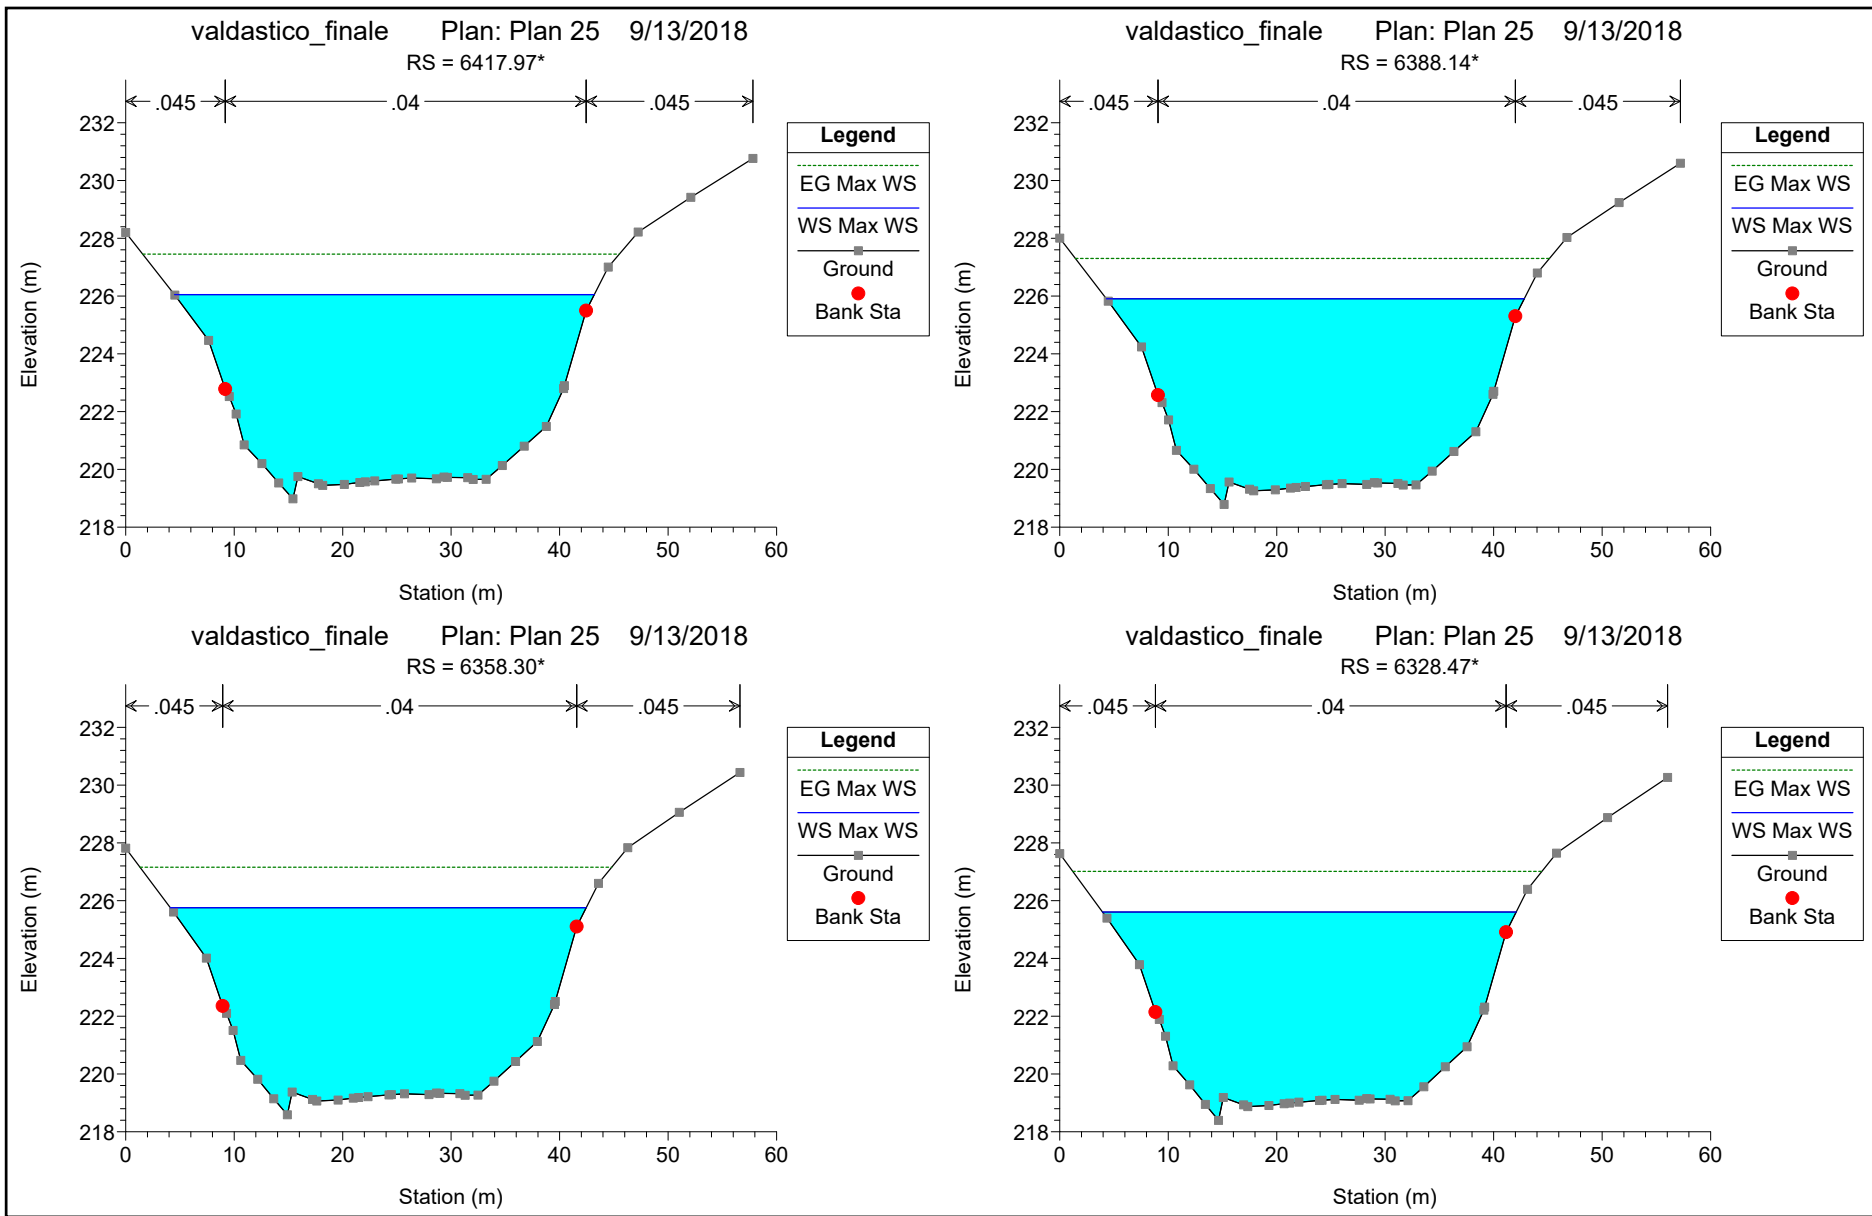 valdastico_finale Plan: Plan 25 9/13/2018
RS = 6417.97*
.045 .04 .045
232
230
228
226
224
222
220
218
0 10 20 30 40 50 60
Elevation (m)
Station (m)
Legend
EG Max WS
WS Max WS
Ground
Bank Sta
valdastico_finale Plan: Plan 25 9/13/2018
RS = 6388.14*
.045 .04 .045
232
230
228
226
224
222
220
218
0 10 20 30 40 50 60
Elevation (m)
Station (m)
Legend
EG Max WS
WS Max WS
Ground
Bank Sta
valdastico_finale Plan: Plan 25 9/13/2018
RS = 6358.30*
.045 .04 .045
232
230
228
226
224
222
220
218
0 10 20 30 40 50 60
Elevation (m)
Station (m)
Legend
EG Max WS
WS Max WS
Ground
Bank Sta
valdastico_finale Plan: Plan 25 9/13/2018
RS = 6328.47*
.045 .04 .045
232
230
228
226
224
222
220
218
0 10 20 30 40 50 60
Elevation (m)
Station (m)
Legend
EG Max WS
WS Max WS
Ground
Bank Sta